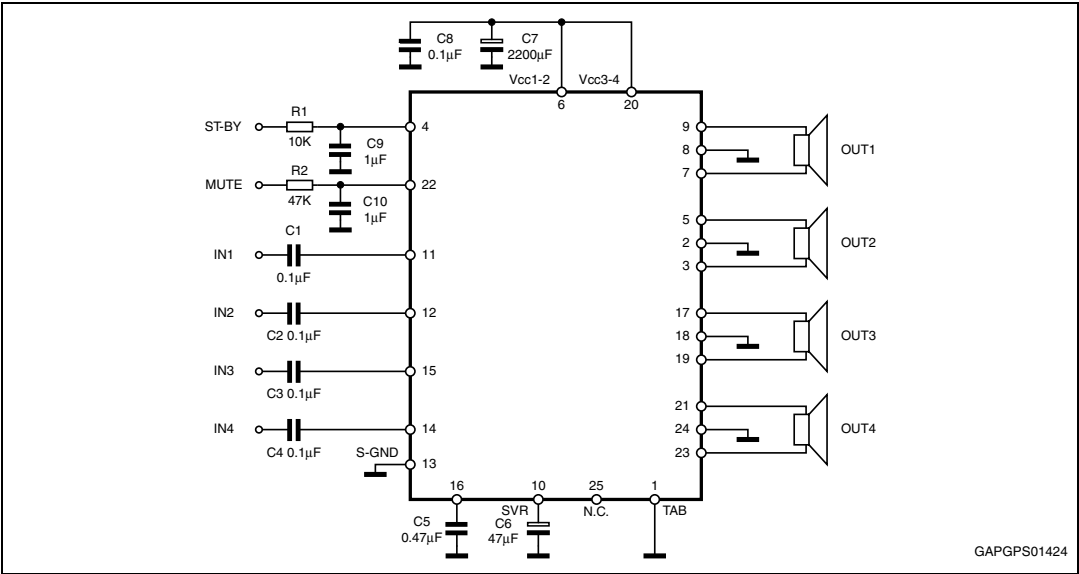 C8
0.1µF
C7
2200µF
Vcc1-2
Vcc3-4
6
20
ST-BY
R1
10K
C9
1µF
4
MUTE
R2
47K
C10
1µF
22
IN1
C1
0.1µF
11
IN2
C2 0.1µF
12
IN3
C3 0.1µF
15
IN4
C4 0.1µF
14
S-GND
13
9
8
7
OUT1
5
2
3
OUT2
17
18
19
OUT3
21
24
23
OUT4
16
10
25
1
C5
0.47µF
SVR
C6
47µF
N.C.
TAB
GAPGPS01424